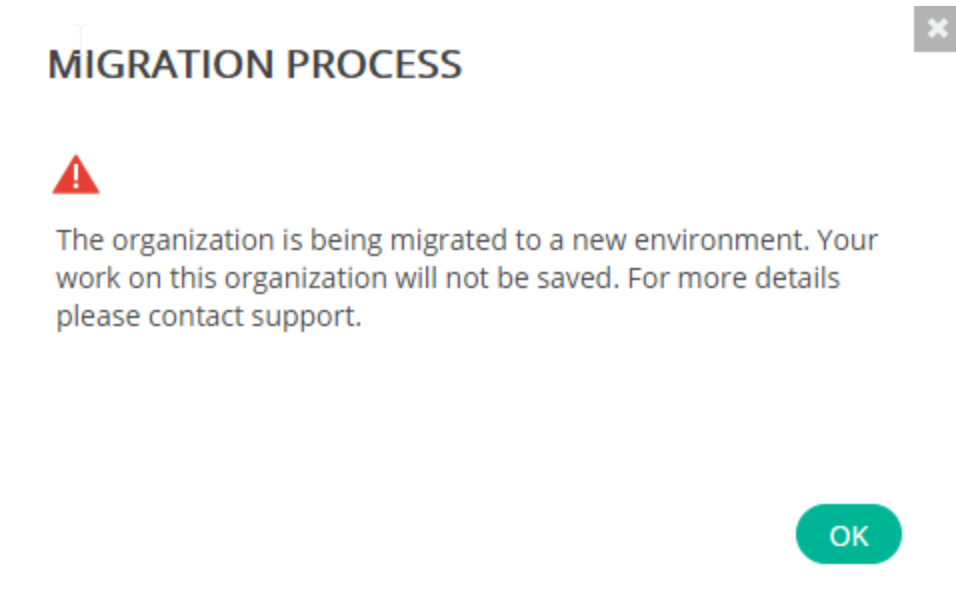 MIGRATION PROCESS
The organization is being migrated to a new environment. Your
work on this organization will not be saved. For more details
please contact support.
OK